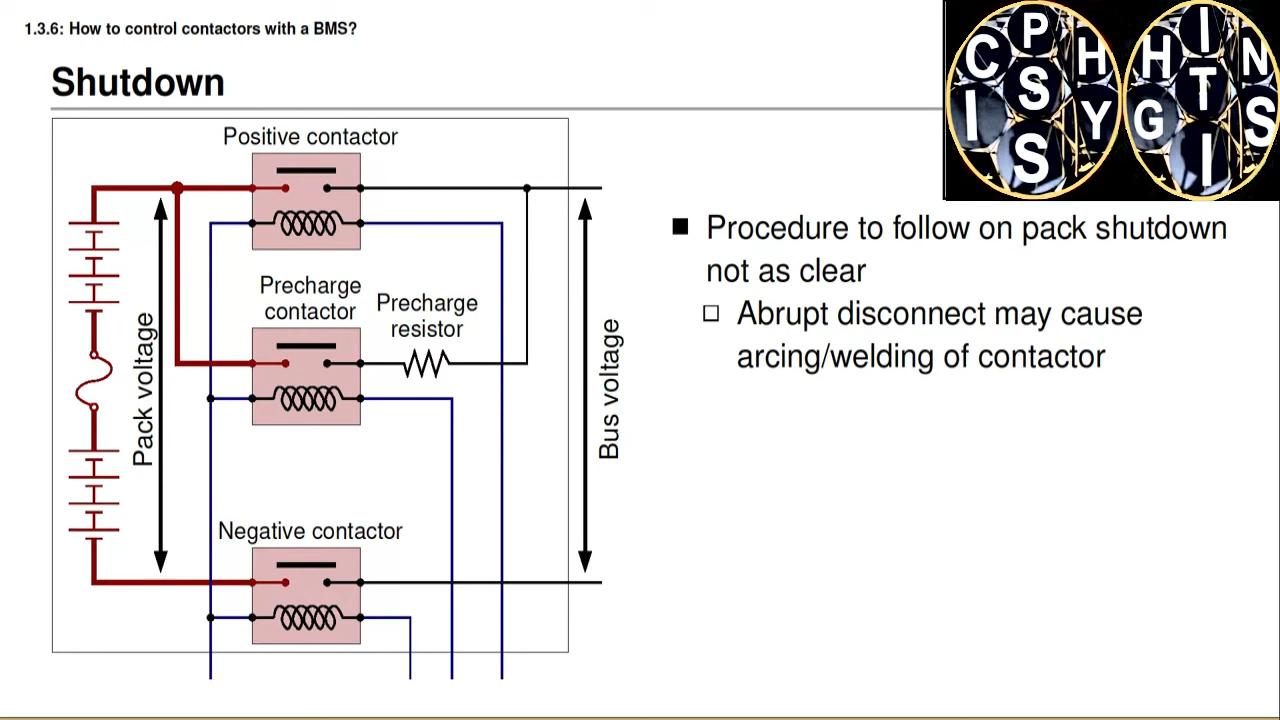 1.3.6: How to control contactors with a BMS?
Shutdown
C P H H I N
I S Y G T S
S I
Positive contactor
Precharge
contactor
Precharge
resistor
Negative contactor
Pack voltage
Bus voltage
Procedure to follow on pack shutdown
not as clear
Abrupt disconnect may cause
arcing/welding of contactor